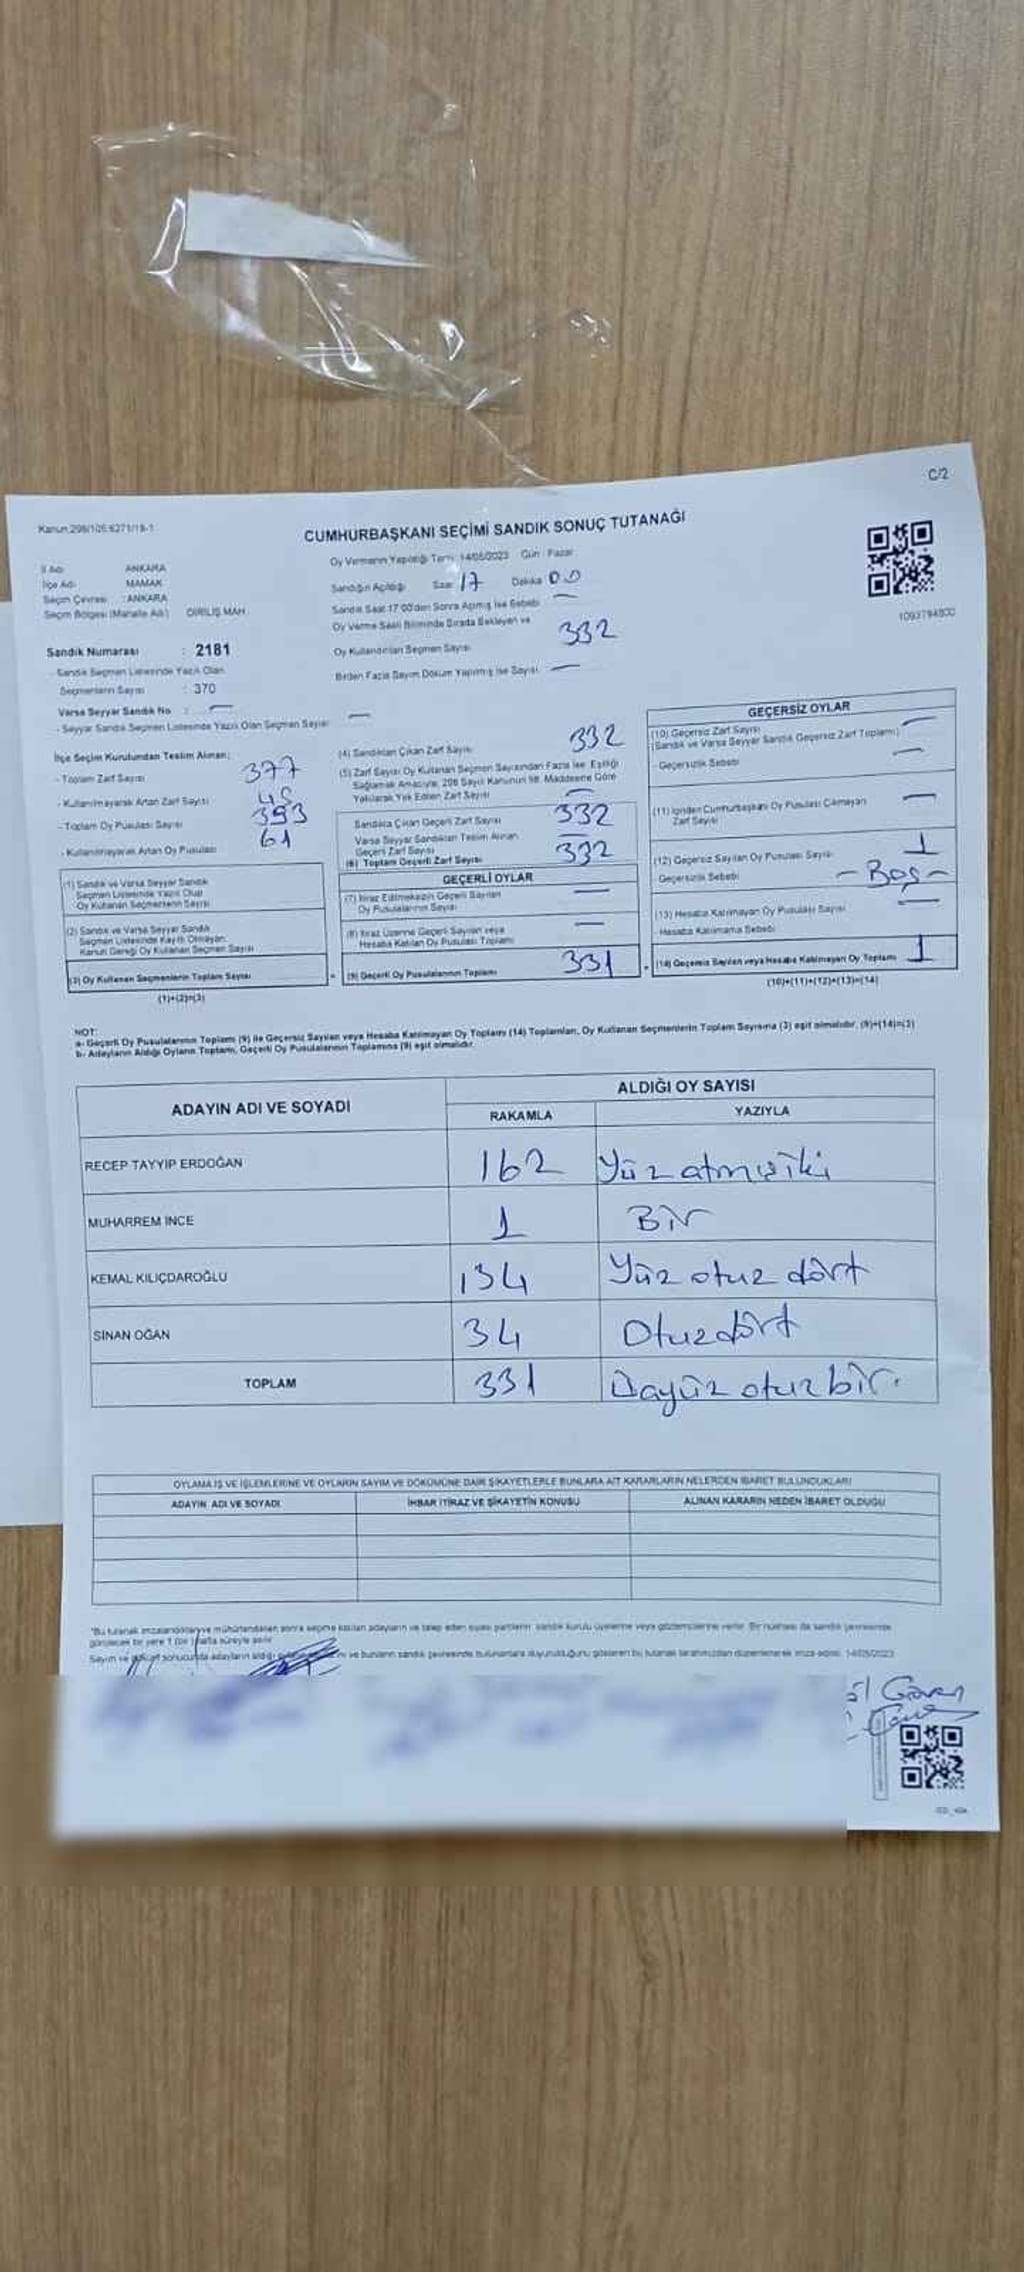 C/2
Kanun:298/105.6271/18-1
CUMHURBAŞKANI SEÇİMİ SANDIK SONUÇ TUTANAĞI
İl Adı ANKARA
İlçe Adı MAMAK
Seçim Çevresi : ANKARA
Seçim Bölgesi (Mahalle Adı) DİRİLİŞ MAH.
Sandık Numarası : 2181
- Sandık Seçmen Listesinde Yazılı Olan
Seçmenlerin Sayısı : 370
Varsa Seyyar Sandık No : —
- Seyyar Sandık Seçmen Listesinde Yazılı Olan Seçmen Sayısı —
Oy Vermenin Yapıldığı Tarih 14/05/2023 Gün : Pazar
Sandığın Açıldığı Saat 17 Dakika 00
Sandık Saat 17:00'den Sonra Açılmış İse Sebebi —
Oy Verme Saati Bitiminde Sırada Bekleyen ve
Oy Kullandırılan Seçmen Sayısı 332
Birden Fazla Sayım Döküm Yapılmış İse Sayısı —
1093794800
İlçe Seçim Kurulundan Teslim Alınan;
- Toplam Zarf Sayısı 377
- Kullanılmayarak Artan Zarf Sayısı 45
- Toplam Oy Pusulası Sayısı 393
- Kullanılmayarak Artan Oy Pusulası 61
(1) Sandık ve Varsa Seyyar Sandık
Seçmen Listesinde Yazılı Olup
Oy Kullanan Seçmenlerin Sayısı
(2) Sandık ve Varsa Seyyar Sandık
Seçmen Listesinde Kayıtlı Olmayan,
Kanun Gereği Oy Kullanan Seçmen Sayısı
(3) Oy Kullanan Seçmenlerin Toplam Sayısı
(1)+(2)=(3)
(4) Sandıktan Çıkan Zarf Sayısı 332
(5) Zarf Sayısı Oy Kullanan Seçmen Sayısından Fazla İse, Eşitliği
Sağlamak Amacıyla, 298 Sayılı Kanunun 98. Maddesine Göre
Yakılarak Yok Edilen Zarf Sayısı —
Sandıkta Çıkan Geçerli Zarf Sayısı 332
Varsa Seyyar Sandıktan Teslim Alınan
Geçerli Zarf Sayısı —
(6) Toplam Geçerli Zarf Sayısı 332
GEÇERLİ OYLAR
(7) İtiraz Edilmeksizin Geçerli Sayılan
Oy Pusulalarının Sayısı —
(8) İtiraz Üzerine Geçerli Sayılan veya
Hesaba Katılan Oy Pusulası Toplamı —
= (9) Geçerli Oy Pusulalarının Toplamı 331
GEÇERSİZ OYLAR
(10) Geçersiz Zarf Sayısı
(Sandık ve Varsa Seyyar Sandık Geçersiz Zarf Toplamı) —
- Geçersizlik Sebebi —
(11) İçinden Cumhurbaşkanı Oy Pusulası Çıkmayan
Zarf Sayısı —
(12) Geçersiz Sayılan Oy Pusulası Sayısı 1
Geçersizlik Sebebi - Boş -
(13) Hesaba Katılmayan Oy Pusulası Sayısı —
- Hesaba Katılmama Sebebi
+ (14) Geçersiz Sayılan veya Hesaba Katılmayan Oy Toplamı 1
(10)+(11)+(12)+(13)=(14)
NOT:
a- Geçerli Oy Pusulalarının Toplamı (9) ile Geçersiz Sayılan veya Hesaba Katılmayan Oy Toplamı (14) Toplamları, Oy Kullanan Seçmenlerin Toplam Sayısına (3) eşit olmalıdır. (9)+(14)=(3)
b- Adayların Aldığı Oyların Toplamı, Geçerli Oy Pusulalarının Toplamına (9) eşit olmalıdır.
ADAYIN ADI VE SOYADI ALDIĞI OY SAYISI
RAKAMLA YAZIYLA
RECEP TAYYİP ERDOĞAN 162 Yüz atmışiki
MUHARREM İNCE 1 Bir
KEMAL KILIÇDAROĞLU 134 Yüz otuz dört
SİNAN OĞAN 34 Otuzdört
TOPLAM 331 Üçyüz otuz bir.
OYLAMA İŞ VE İŞLEMLERİNE VE OYLARIN SAYIM VE DÖKÜMÜNE DAİR ŞİKAYETLERLE BUNLARA AİT KARARLARIN NELERDEN İBARET BULUNDUKLARI
ADAYIN ADI VE SOYADI İHBAR İTİRAZ VE ŞİKAYETİN KONUSU ALINAN KARARIN NEDEN İBARET OLDUĞU
*Bu tutanak imzalandıktan ve mühürlendikten sonra seçime katılan adayların ve talep eden siyasi partilerin sandık kurulu üyelerine veya gözlemcilerine verilir. Bir nüshası da sandık çevresinde
görülecek bir yere 1 (bir) hafta süreyle asılır.
Sayım ve döküm sonucunda adayların aldığı ve bunların sandık çevresinde bulunanlara duyurulduğunu gösteren bu tutanak tarafımızdan düzenlenerek imza edildi. 14/05/2023